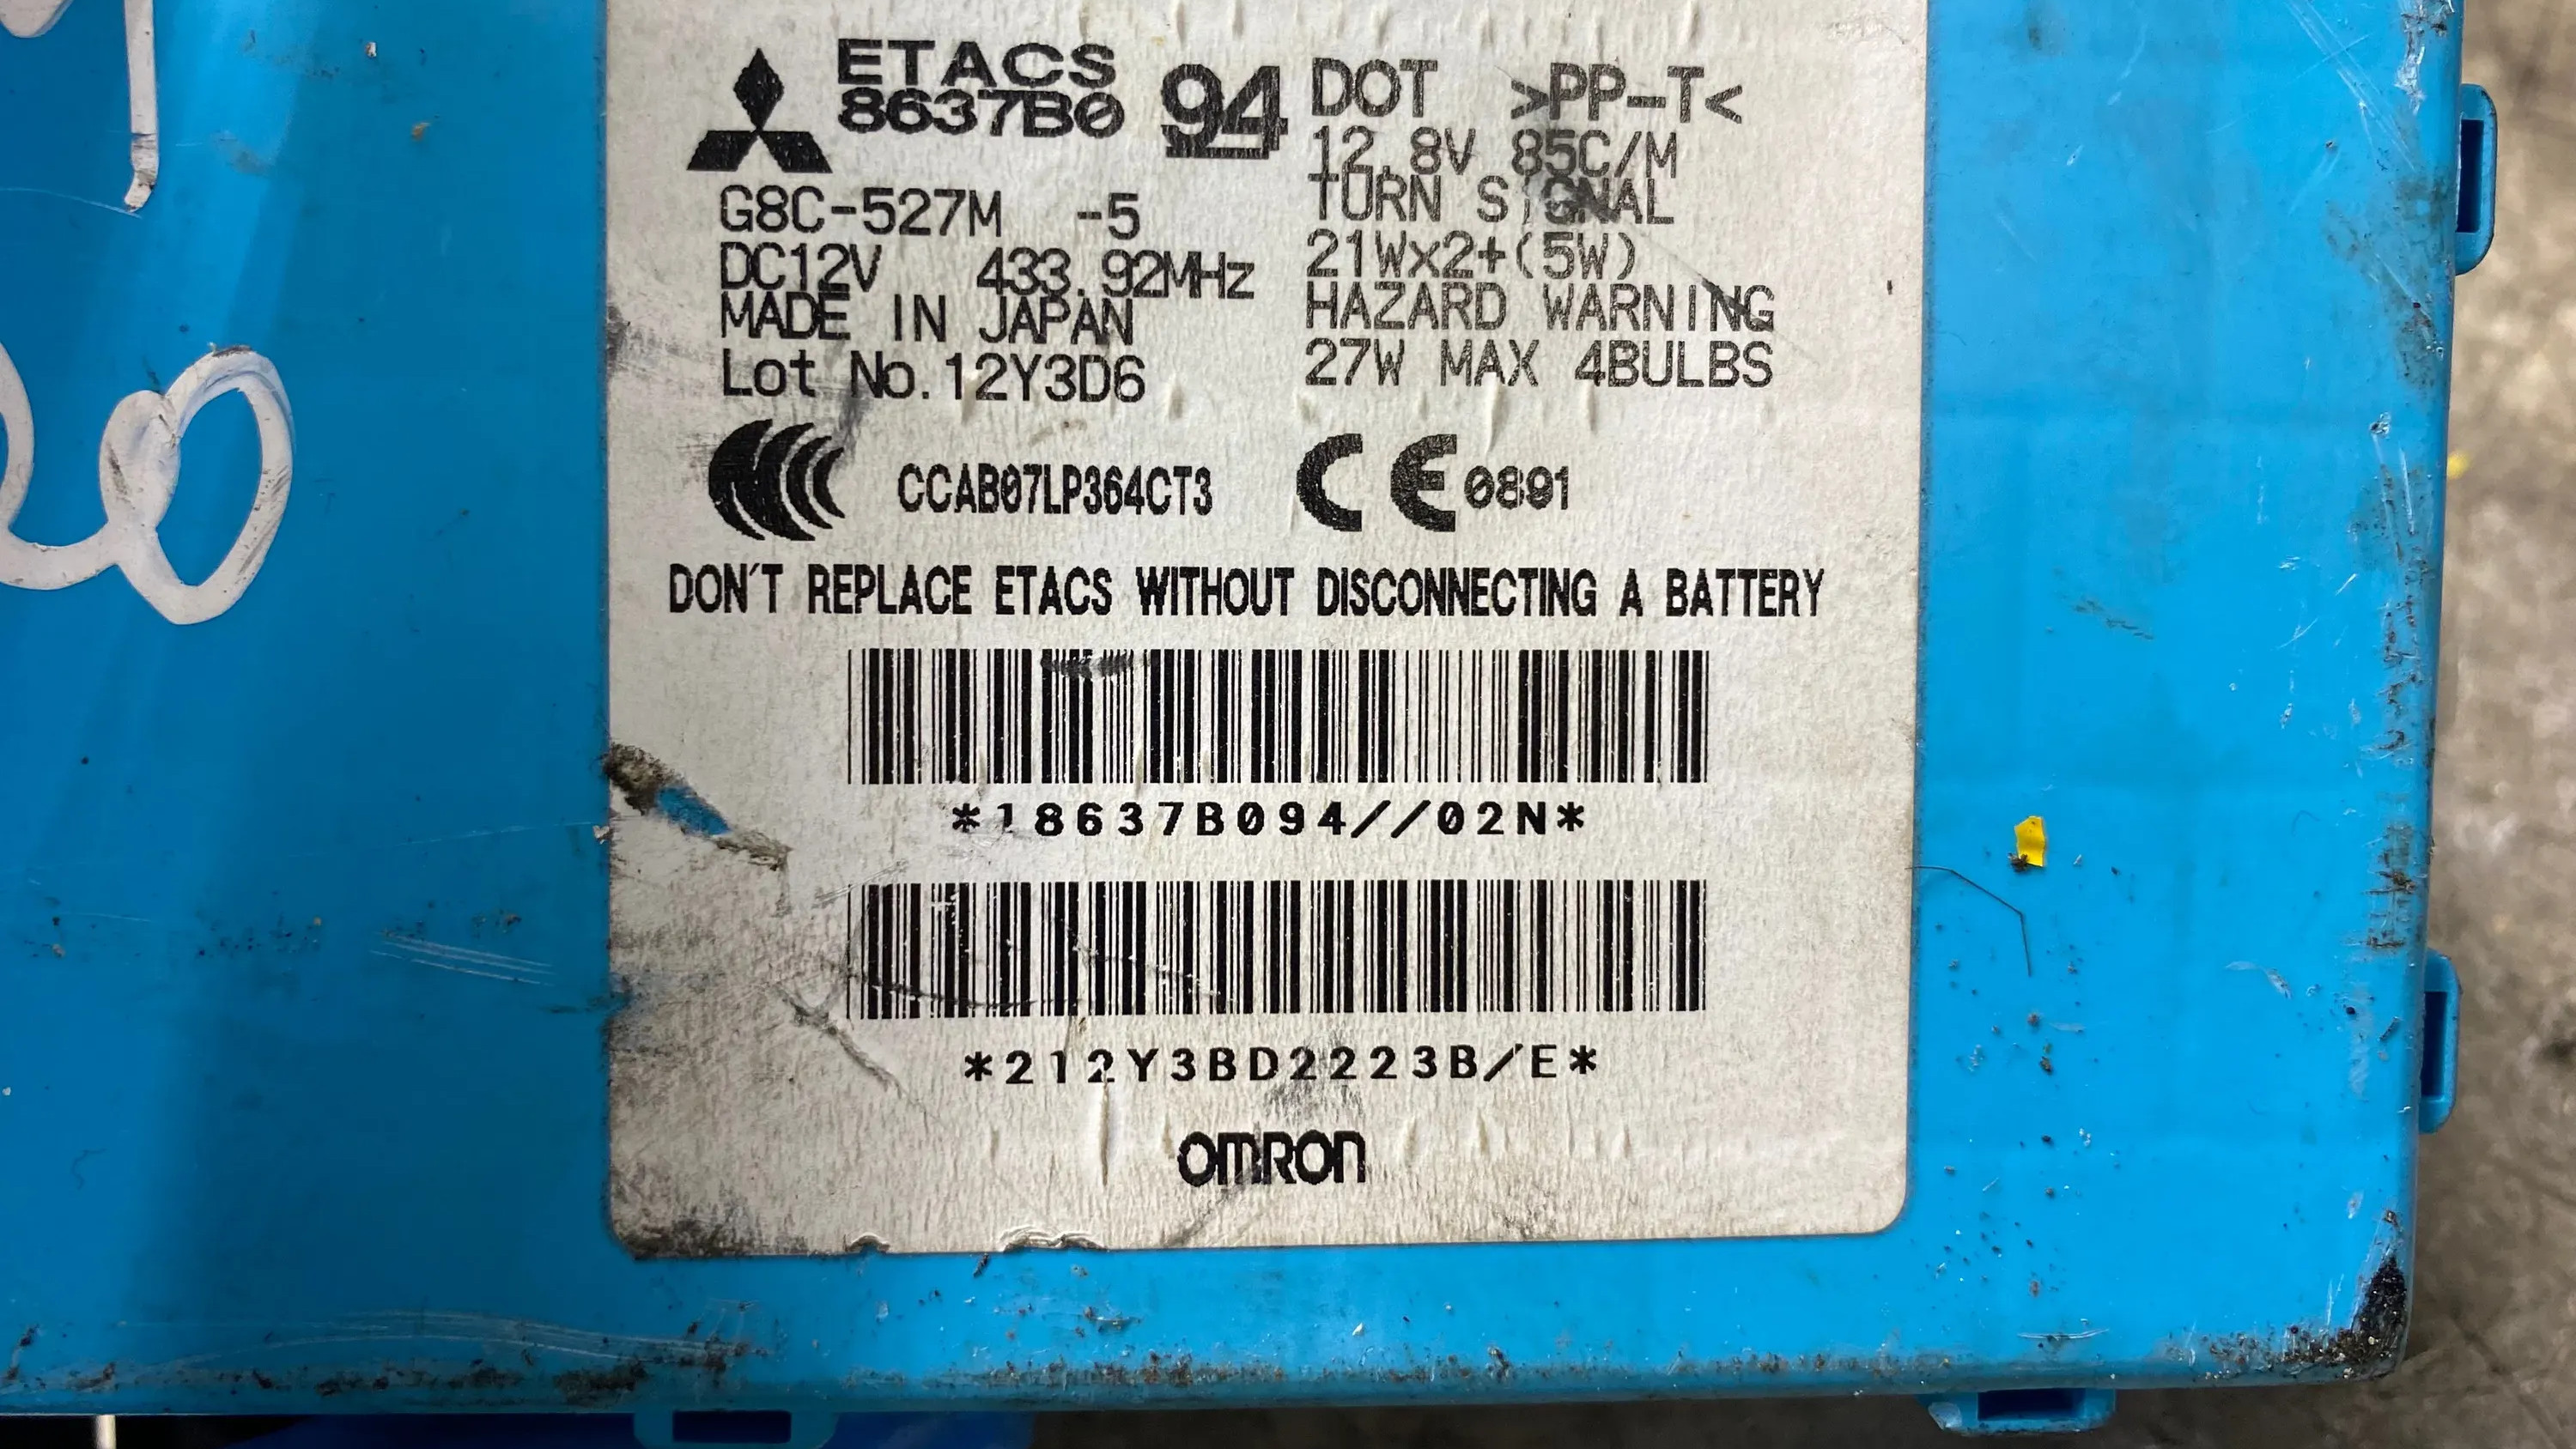 ETACS
8637B0 94
DOT >PP-T<
12.8V 85C/M
TURN SIGNAL
21Wx2+(5W)
HAZARD WARNING
27W MAX 4BULBS
G8C-527M -5
DC12V 433.92MHz
MADE IN JAPAN
Lot No.12Y3D6
CCAB07LP364CT3 CE 0891
DON'T REPLACE ETACS WITHOUT DISCONNECTING A BATTERY
*18637B094//02N*
*212Y3BD2223B/E*
OMRON